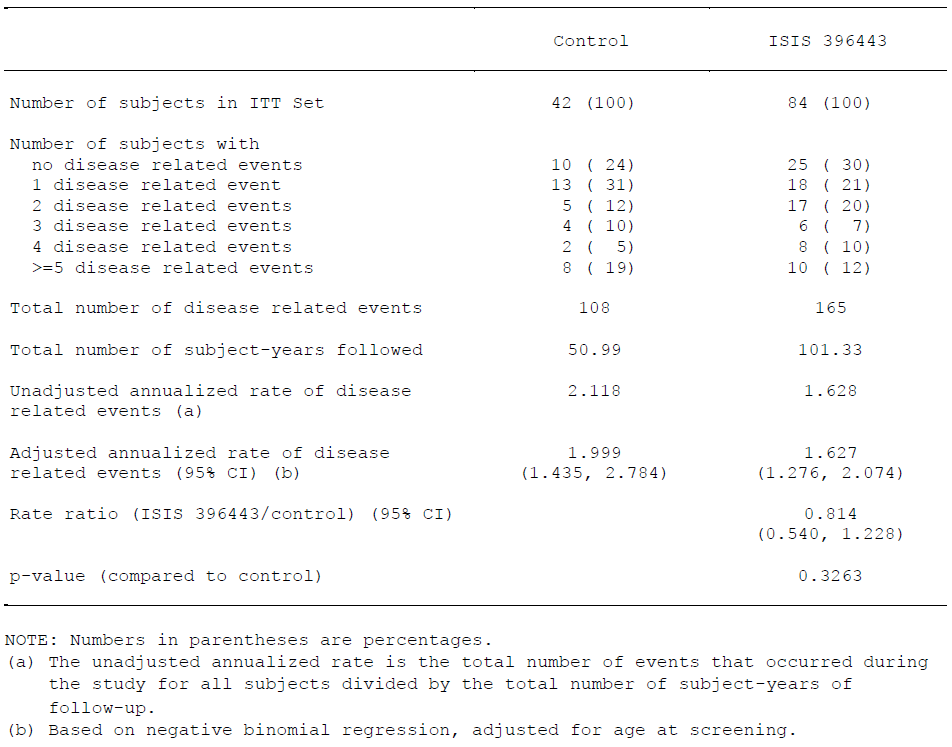 Control ISIS 396443
Number of subjects in ITT Set 42 (100) 84 (100)
Number of subjects with
no disease related events 10 ( 24) 25 ( 30)
1 disease related event 13 ( 31) 18 ( 21)
2 disease related events 5 ( 12) 17 ( 20)
3 disease related events 4 ( 10) 6 ( 7)
4 disease related events 2 ( 5) 8 ( 10)
>=5 disease related events 8 ( 19) 10 ( 12)
Total number of disease related events 108 165
Total number of subject-years followed 50.99 101.33
Unadjusted annualized rate of disease 2.118 1.628
related events (a)
Adjusted annualized rate of disease 1.999 1.627
related events (95% CI) (b) (1.435, 2.784) (1.276, 2.074)
Rate ratio (ISIS 396443/control) (95% CI) 0.814
(0.540, 1.228)
p-value (compared to control) 0.3263
NOTE: Numbers in parentheses are percentages.
(a) The unadjusted annualized rate is the total number of events that occurred during
the study for all subjects divided by the total number of subject-years of
follow-up.
(b) Based on negative binomial regression, adjusted for age at screening.